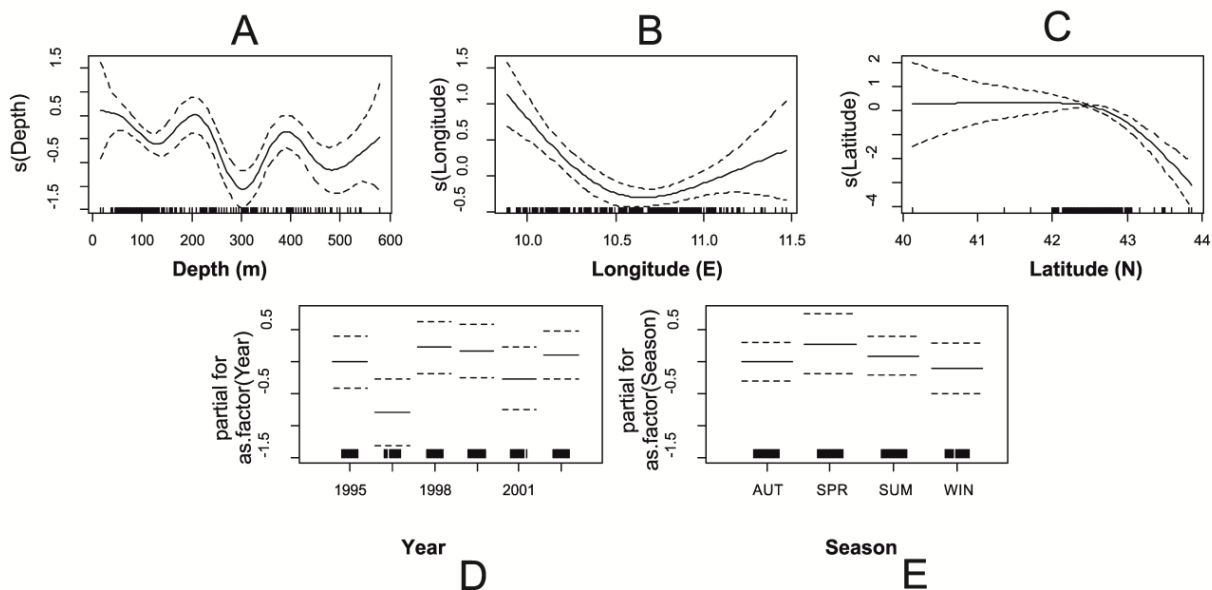 A
B
C
s(Depth)
1.5
0.5
-0.5
-1.5
0 100 200 300 400 500 600
Depth (m)
s(Longitude)
1.5
1.0
0.5
0.0
-0.5
10.0 10.5 11.0 11.5
Longitude (E)
s(Latitude)
2
0
-2
-4
40 41 42 43 44
Latitude (N)
partial for
as.factor(Year)
0.5
-0.5
-1.5
1995 1998 2001
Year
D
partial for
as.factor(Season)
0.5
-0.5
-1.5
AUT SPR SUM WIN
Season
E